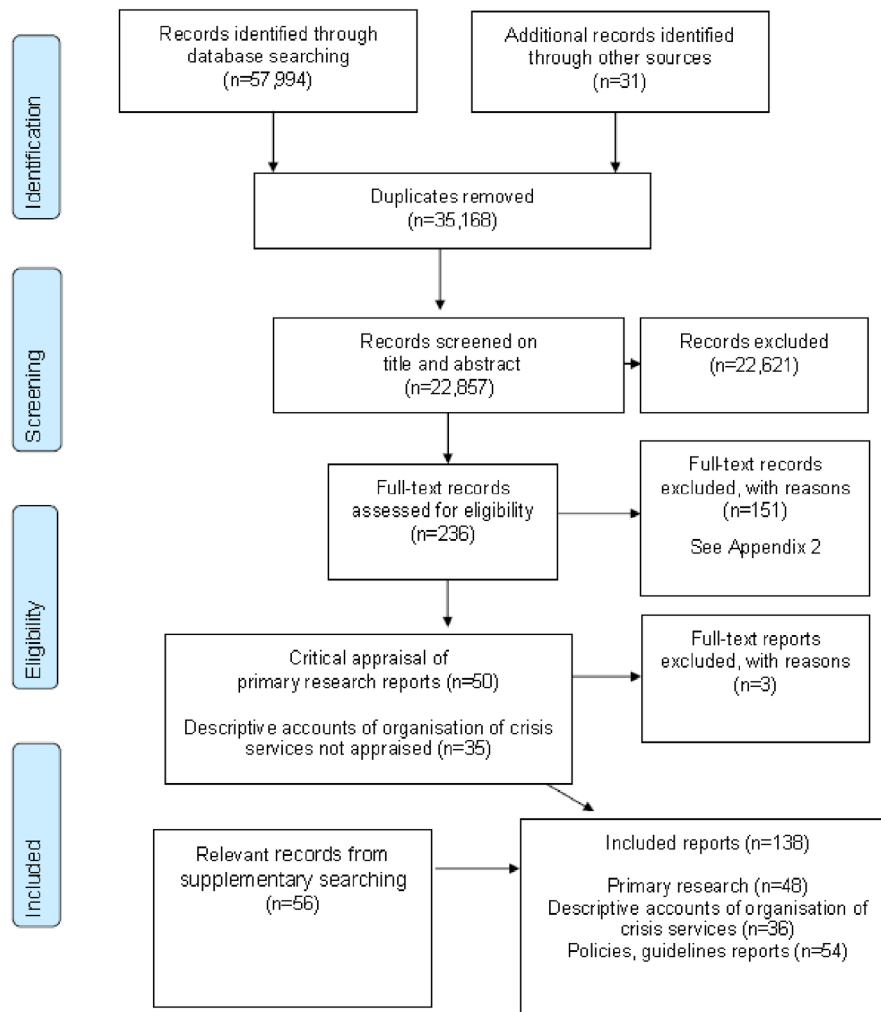 Identification
Records identified through
database searching
(n=57,994)
Additional records identified
through other sources
(n=31)
Duplicates removed
(n=35,168)
Screening
Records screened on
title and abstract
(n=22,857)
Records excluded
(n=22,621)
Full-text records
assessed for eligibility
(n=236)
Full-text records
excluded, with reasons
(n=151)
See Appendix 2
Eligibility
Critical appraisal of
primary research reports (n=50)
Descriptive accounts of organisation of crisis
services not appraised (n=35)
Full-text reports
excluded, with reasons
(n=3)
Included
Relevant records from
supplementary searching
(n=56)
Included reports (n=138)
Primary research (n=48)
Descriptive accounts of organisation of
crisis services (n=36)
Policies, guidelines reports (n=54)